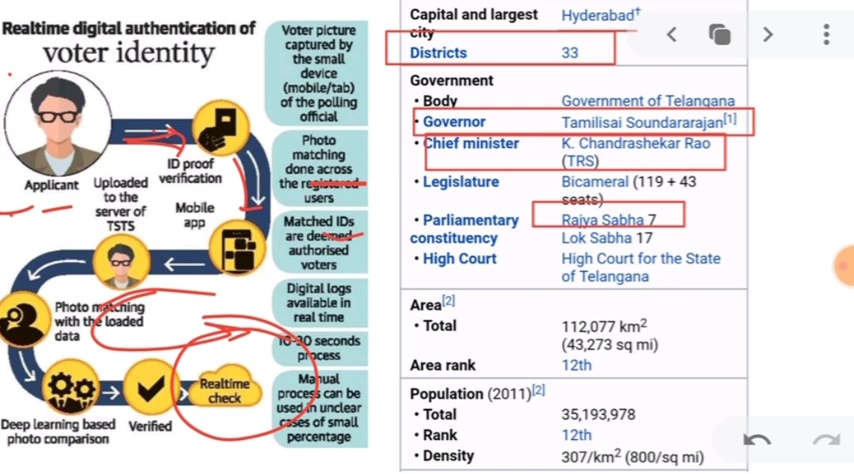 Realtime digital authentication of
voter identity
Applicant
ID proof
verification
Uploaded
to the
server of
TSTS
Mobile
app
Photo matching
with the loaded
data
Deep learning based
photo comparison
Verified
Realtime
check
Voter picture
captured by
the small
device
(mobile/tab)
of the polling
official
Photo
matching
done across
the registered
users
Matched IDs
are deemed
authorised
voters
Digital logs
available in
real time
10-30 seconds
process
Manual
process can be
used in unclear
cases of small
percentage
Capital and largest
city
Hyderabad†
Districts 33
Government
• Body Government of Telangana
• Governor Tamilisai Soundararajan[1]
• Chief minister K. Chandrashekar Rao
(TRS)
• Legislature Bicameral (119 + 43
seats)
• Parliamentary
constituency
Rajya Sabha 7
Lok Sabha 17
• High Court High Court for the State
of Telangana
Area[2]
• Total 112,077 km2
(43,273 sq mi)
Area rank 12th
Population (2011)[2]
• Total 35,193,978
• Rank 12th
• Density 307/km2 (800/sq mi)